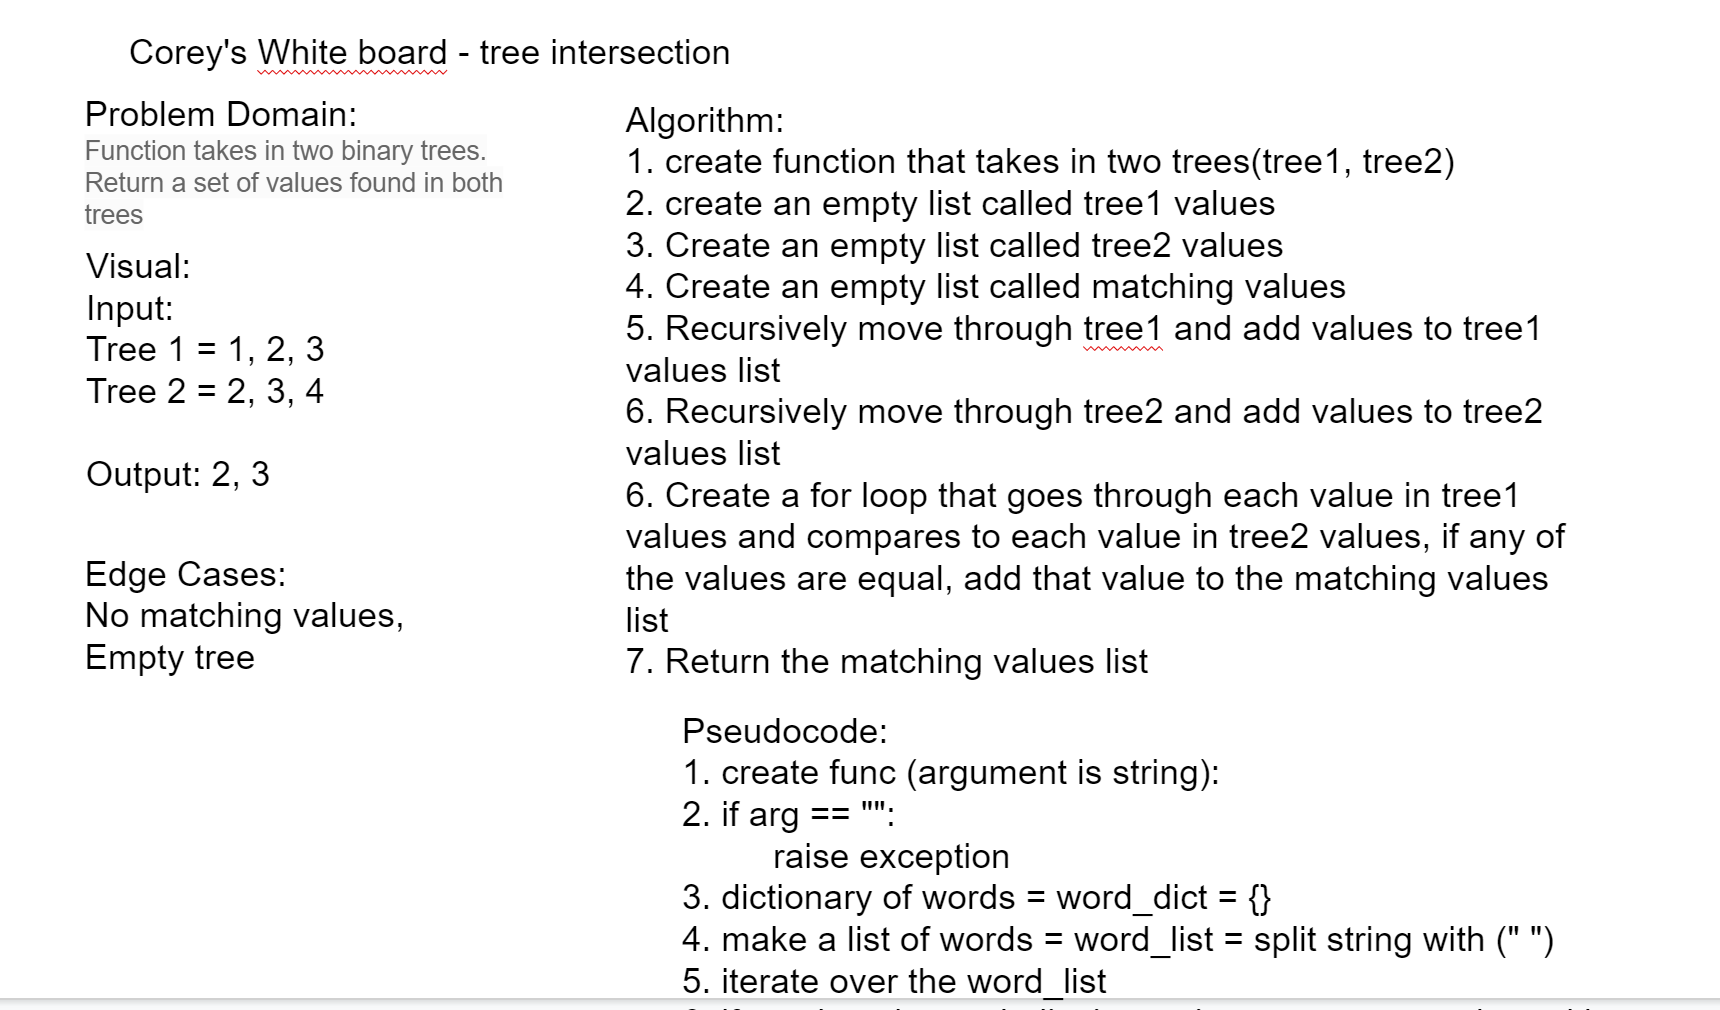 Corey's White board - tree intersection
Problem Domain:
Function takes in two binary trees.
Return a set of values found in both
trees
Visual:
Input:
Tree 1 = 1, 2, 3
Tree 2 = 2, 3, 4
Output: 2, 3
Edge Cases:
No matching values,
Empty tree
Algorithm:
1. create function that takes in two trees(tree1, tree2)
2. create an empty list called tree1 values
3. Create an empty list called tree2 values
4. Create an empty list called matching values
5. Recursively move through tree1 and add values to tree1
values list
6. Recursively move through tree2 and add values to tree2
values list
6. Create a for loop that goes through each value in tree1
values and compares to each value in tree2 values, if any of
the values are equal, add that value to the matching values
list
7. Return the matching values list
Pseudocode:
1. create func (argument is string):
2. if arg == "":
raise exception
3. dictionary of words = word_dict = {}
4. make a list of words = word_list = split string with (" ")
5. iterate over the word_list